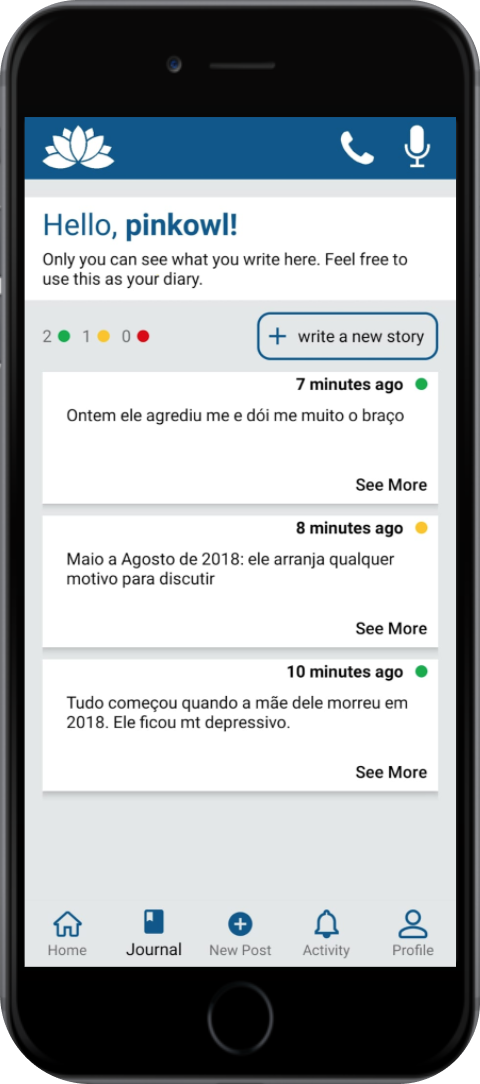 Hello, pinkowl!
Only you can see what you write here. Feel free to
use this as your diary.
2 1 0
+ write a new story
7 minutes ago
Ontem ele agrediu me e dói me muito o braço
See More
8 minutes ago
Maio a Agosto de 2018: ele arranja qualquer
motivo para discutir
See More
10 minutes ago
Tudo começou quando a mãe dele morreu em
2018. Ele ficou mt depressivo.
See More
Home Journal New Post Activity Profile